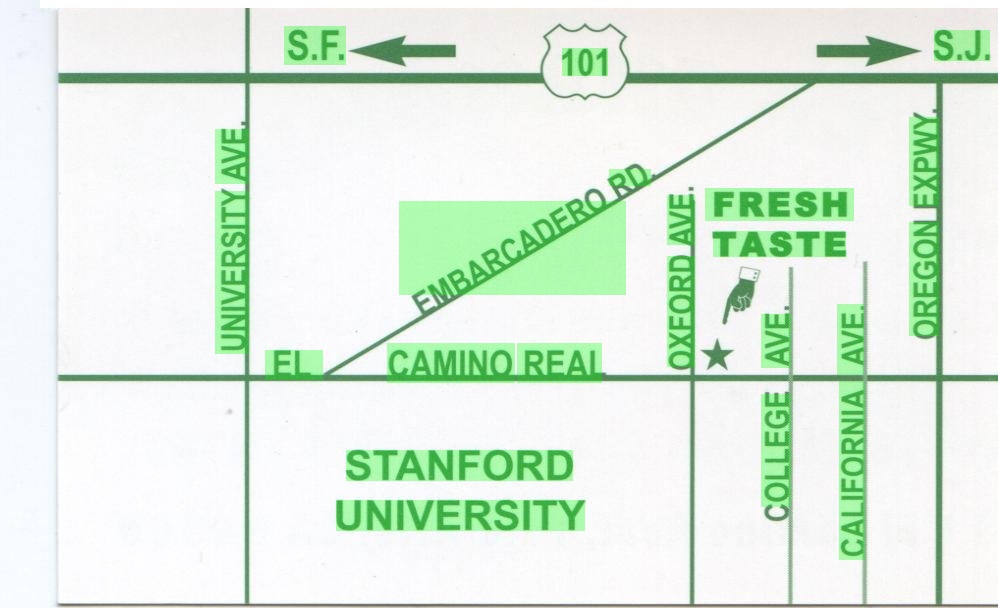 S.F.
101
S.J.
UNIVERSITY AVE.
EMBARCADERO RD.
OXFORD AVE.
FRESH
TASTE
OREGON EXPWY.
EL CAMINO REAL
COLLEGE AVE.
CALIFORNIA AVE.
STANFORD
UNIVERSITY